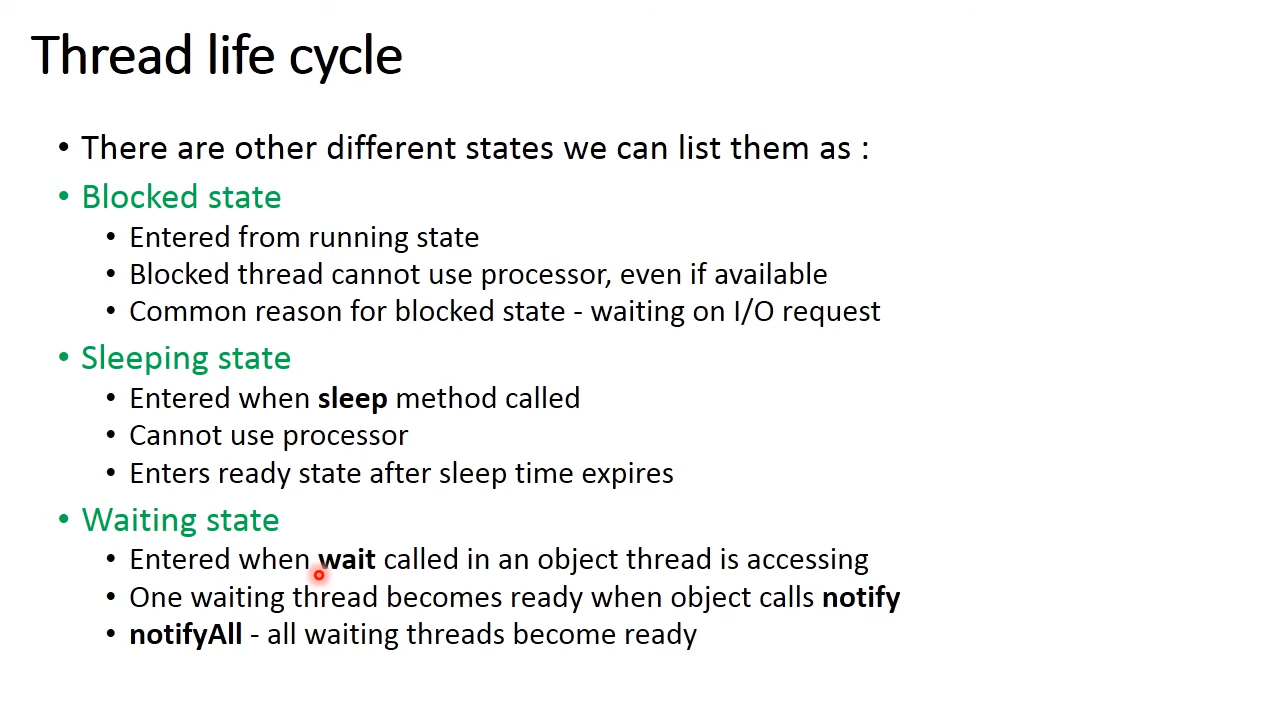 Thread life cycle
• There are other different states we can list them as :
• Blocked state
• Entered from running state
• Blocked thread cannot use processor, even if available
• Common reason for blocked state - waiting on I/O request
• Sleeping state
• Entered when sleep method called
• Cannot use processor
• Enters ready state after sleep time expires
• Waiting state
• Entered when wait called in an object thread is accessing
• One waiting thread becomes ready when object calls notify
• notifyAll - all waiting threads become ready